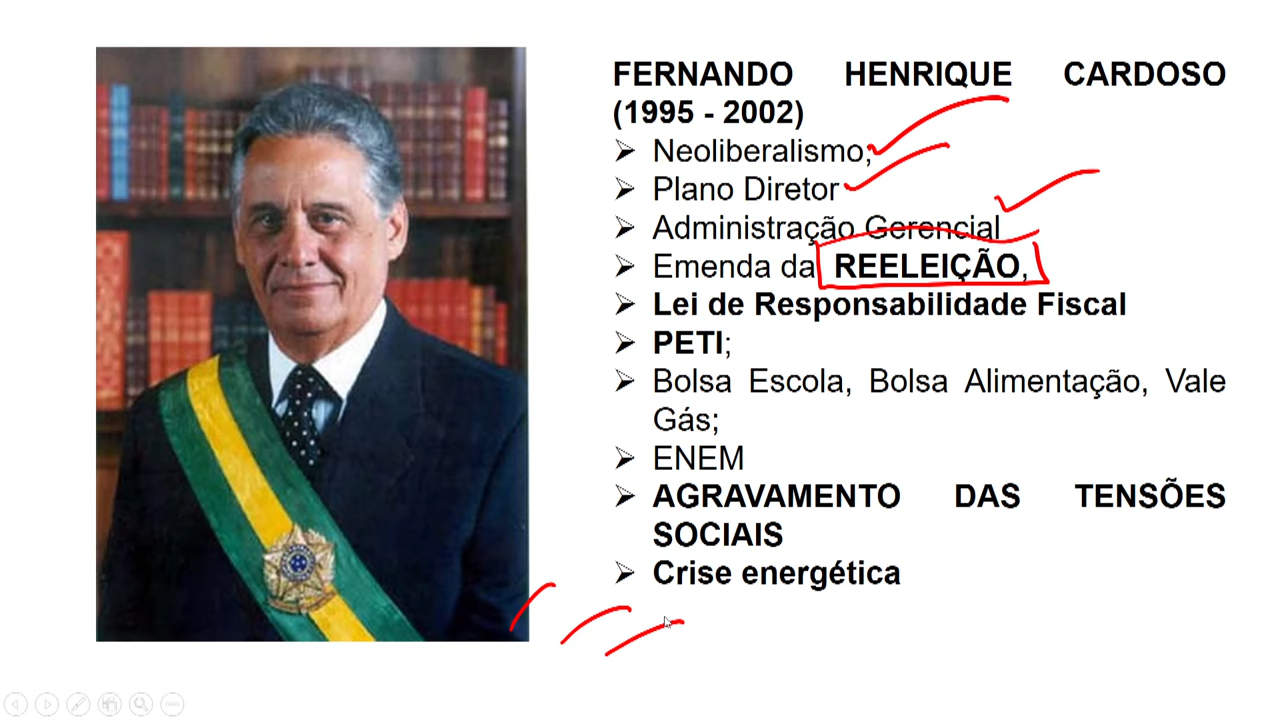 FERNANDO HENRIQUE CARDOSO
(1995 - 2002)
➢ Neoliberalismo;
➢ Plano Diretor
➢ Administração Gerencial
➢ Emenda da REELEIÇÃO,
➢ Lei de Responsabilidade Fiscal
➢ PETI;
➢ Bolsa Escola, Bolsa Alimentação, Vale
Gás;
➢ ENEM
➢ AGRAVAMENTO DAS TENSÕES
SOCIAIS
➢ Crise energética